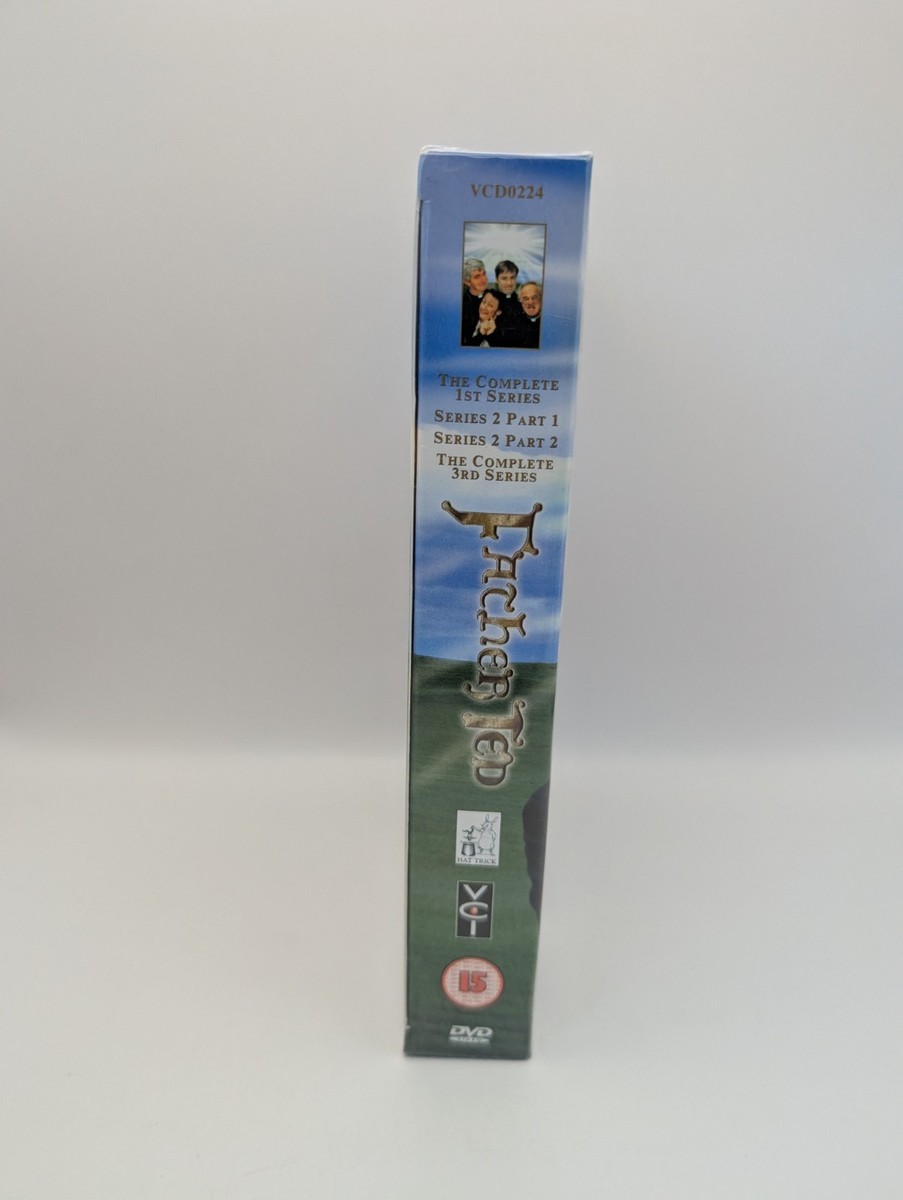 VCD0224
THE COMPLETE
1ST SERIES
SERIES 2 PART 1
SERIES 2 PART 2
THE COMPLETE
3RD SERIES
FATHER TED
HAT TRICK
VCI
15
DVD